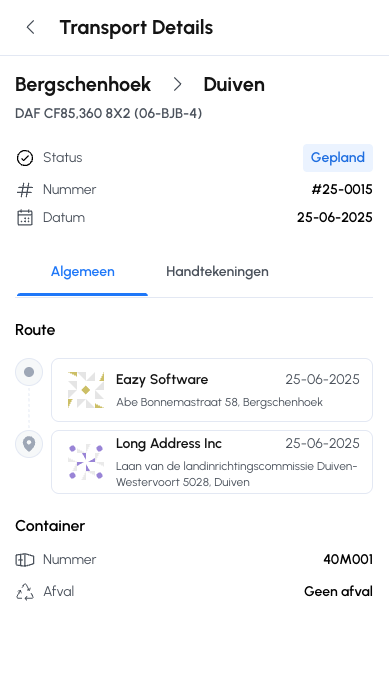 Transport Details
Bergschenhoek > Duiven
DAF CF85,360 8X2 (06-BJB-4)
Status Gepland
Nummer #25-0015
Datum 25-06-2025
Algemeen Handtekeningen
Route
Eazy Software 25-06-2025
Abe Bonnemastraat 58, Bergschenhoek
Long Address Inc 25-06-2025
Laan van de landinrichtingscommissie Duiven-
Westervoort 5028, Duiven
Container
Nummer 40M001
Afval Geen afval